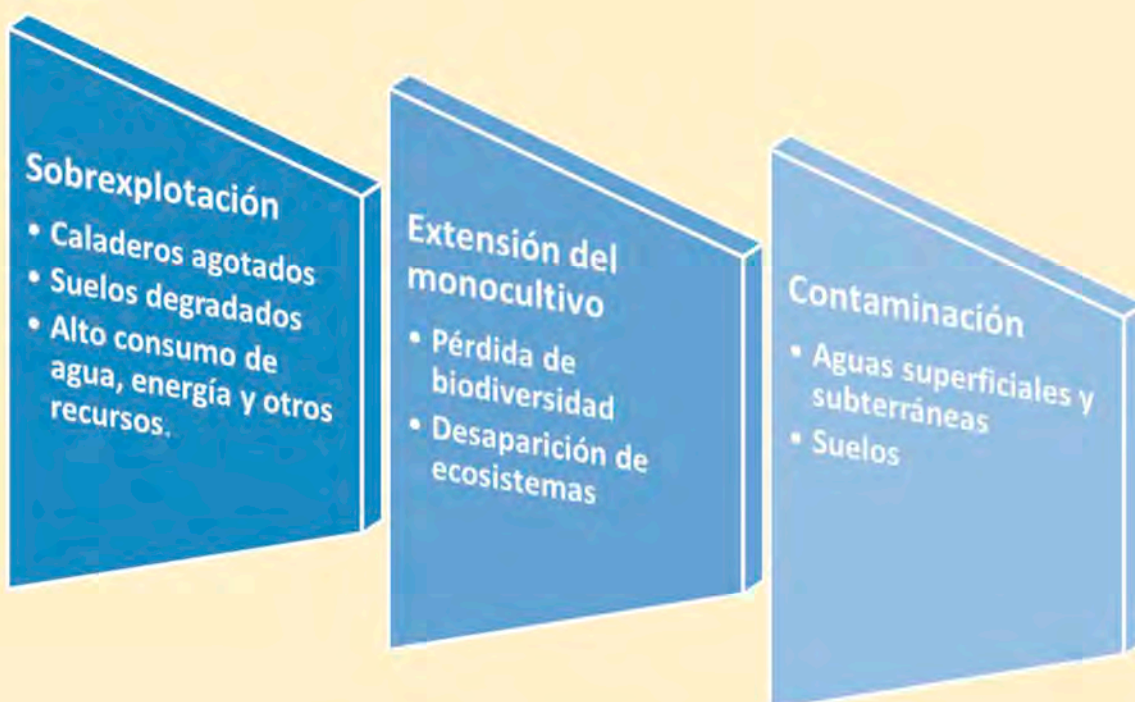 Sobrexplotación
• Caladeros agotados
• Suelos degradados
• Alto consumo de
agua, energía y otros
recursos.
Extensión del
monocultivo
• Pérdida de
biodiversidad
• Desaparición de
ecosistemas
Contaminación
• Aguas superficiales y
subterráneas
• Suelos